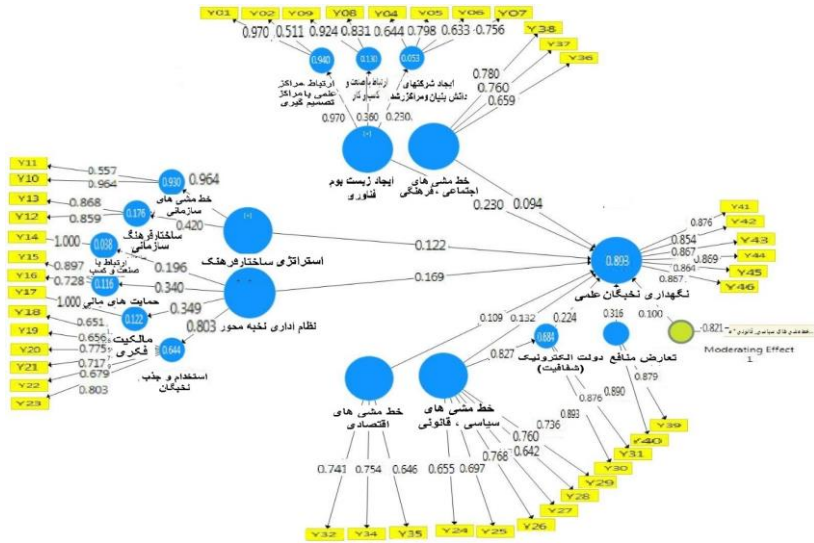 Y01 Y02 Y09 Y08 Y04 Y05 Y06 Y07
0.970 0.511 0.924 0.831 0.644 0.798 0.633 0.756
Y38
Y37
Y36
0.780
0.760
0.659
0.940 0.130 0.053
ارتباط مراکز
علمی با مراکز
تصمیم گیری
ارتباط با صنعت و
کسب و کار
ایجاد شرکتهای
دانش بنیان و مراکز رشد
0.970 0.360 0.230
ایجاد زیست بوم
فناوری
خط مشی های
اجتماعی ، فرهنگی
0.230 0.094
Y11
Y10
Y13
Y12
Y14
Y15
Y16
Y17
Y18
Y19
Y20
Y21
Y22
Y23
0.557
0.964
0.868
0.859
1.000
0.897
0.728
1.000
0.651
0.656
0.775
0.717
0.679
0.803
0.930 0.964
خط مشی های
سازمانی
0.176 0.420
ساختارفرهنگ
سازمانی
0.038 0.196
ارتباط با
صنعت و کسب
0.116 0.340
حمایت های مالی
0.122 0.349
مالکیت
فکری
0.644 0.803
استخدام و جذب
نخبگان
استراتژی ساختارفرهنگ
نظام اداری نخبه محور
0.122
0.169
0.893
نگهداری نخبگان علمی
Y41
Y42
Y43
Y44
Y45
Y46
0.876
0.854
0.867
0.869
0.864
0.867
0.109 0.132 0.224 0.100
0.827
0.684
دولت الکترونیک
(شفافیت)
0.316
تعارض منافع
-0.821
Moderating Effect
1
خط مشی های
اقتصادی
خط مشی های
سیاسی ، قانونی
0.741 0.754 0.646
0.655 0.697 0.768 0.642 0.760 0.736
0.893 0.876 0.890 0.879
Y32 Y34 Y35 Y24 Y25 Y26 Y27 Y28 Y29 Y30 Y31 Y40 Y39